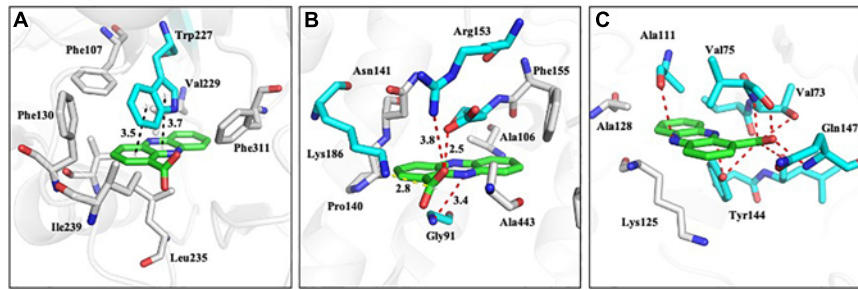 A
Trp227
Phe107
Val229
Phe130
3.5
3.7
Phe311
Ile239
Leu235
B
Arg153
Asn141
Phe155
3.8
2.5
Ala106
Lys186
2.8
3.4
Pro140
Ala443
Gly91
C
Ala111
Val75
Val73
Ala128
Gln147
Lys125
Tyr144